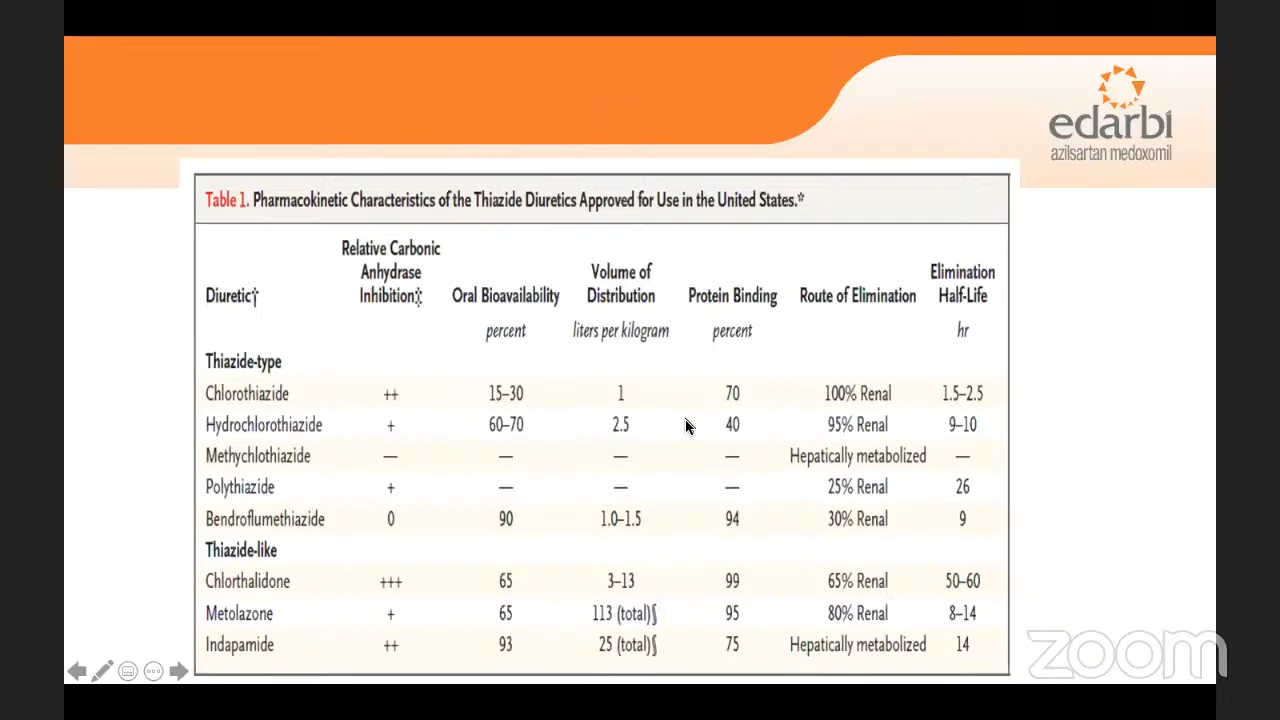 edarbi
azilsartan medoxomil
Table 1. Pharmacokinetic Characteristics of the Thiazide Diuretics Approved for Use in the United States.*
Diuretic† Relative Carbonic Anhydrase Inhibition‡ Oral Bioavailability Volume of Distribution Protein Binding Route of Elimination Elimination Half-Life
percent liters per kilogram percent hr
Thiazide-type
Chlorothiazide ++ 15–30 1 70 100% Renal 1.5–2.5
Hydrochlorothiazide + 60–70 2.5 40 95% Renal 9–10
Methychlothiazide — — — — Hepatically metabolized —
Polythiazide + — — — 25% Renal 26
Bendroflumethiazide 0 90 1.0–1.5 94 30% Renal 9
Thiazide-like
Chlorthalidone +++ 65 3–13 99 65% Renal 50–60
Metolazone + 65 113 (total)§ 95 80% Renal 8–14
Indapamide ++ 93 25 (total)§ 75 Hepatically metabolized 14
zoom